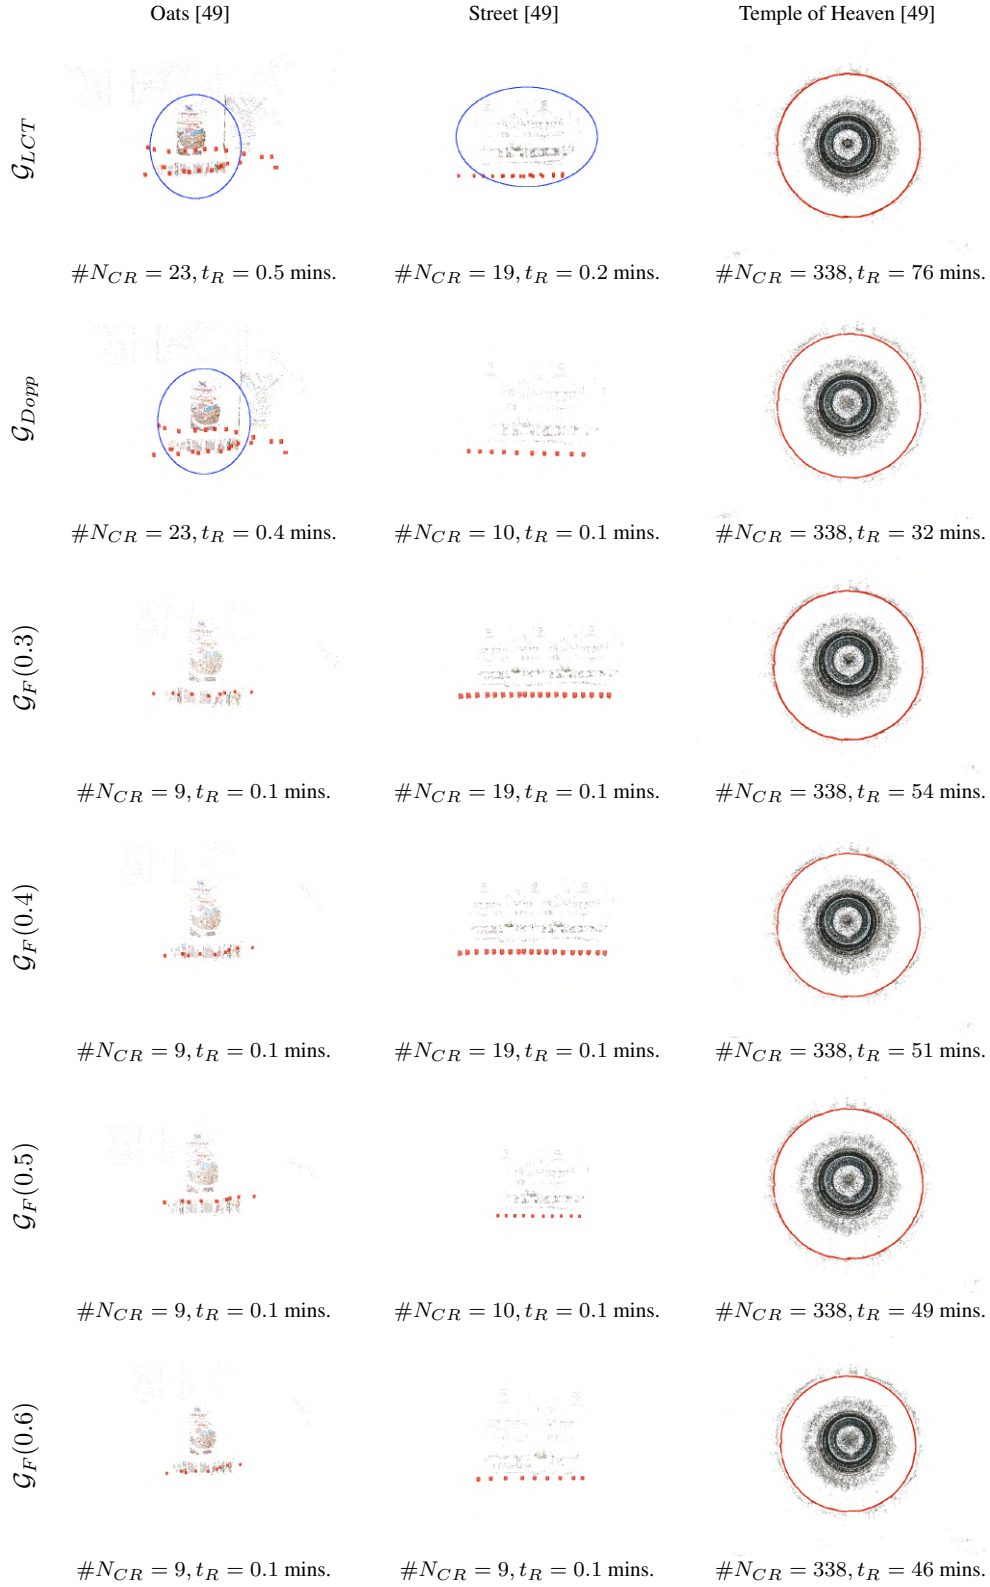 Oats [49] Street [49] Temple of Heaven [49]
𝒢_{LCT}
#N_{CR} = 23, t_R = 0.5 mins. #N_{CR} = 19, t_R = 0.2 mins. #N_{CR} = 338, t_R = 76 mins.
𝒢_{Dopp}
#N_{CR} = 23, t_R = 0.4 mins. #N_{CR} = 10, t_R = 0.1 mins. #N_{CR} = 338, t_R = 32 mins.
𝒢_F(0.3)
#N_{CR} = 9, t_R = 0.1 mins. #N_{CR} = 19, t_R = 0.1 mins. #N_{CR} = 338, t_R = 54 mins.
𝒢_F(0.4)
#N_{CR} = 9, t_R = 0.1 mins. #N_{CR} = 19, t_R = 0.1 mins. #N_{CR} = 338, t_R = 51 mins.
𝒢_F(0.5)
#N_{CR} = 9, t_R = 0.1 mins. #N_{CR} = 10, t_R = 0.1 mins. #N_{CR} = 338, t_R = 49 mins.
𝒢_F(0.6)
#N_{CR} = 9, t_R = 0.1 mins. #N_{CR} = 9, t_R = 0.1 mins. #N_{CR} = 338, t_R = 46 mins.